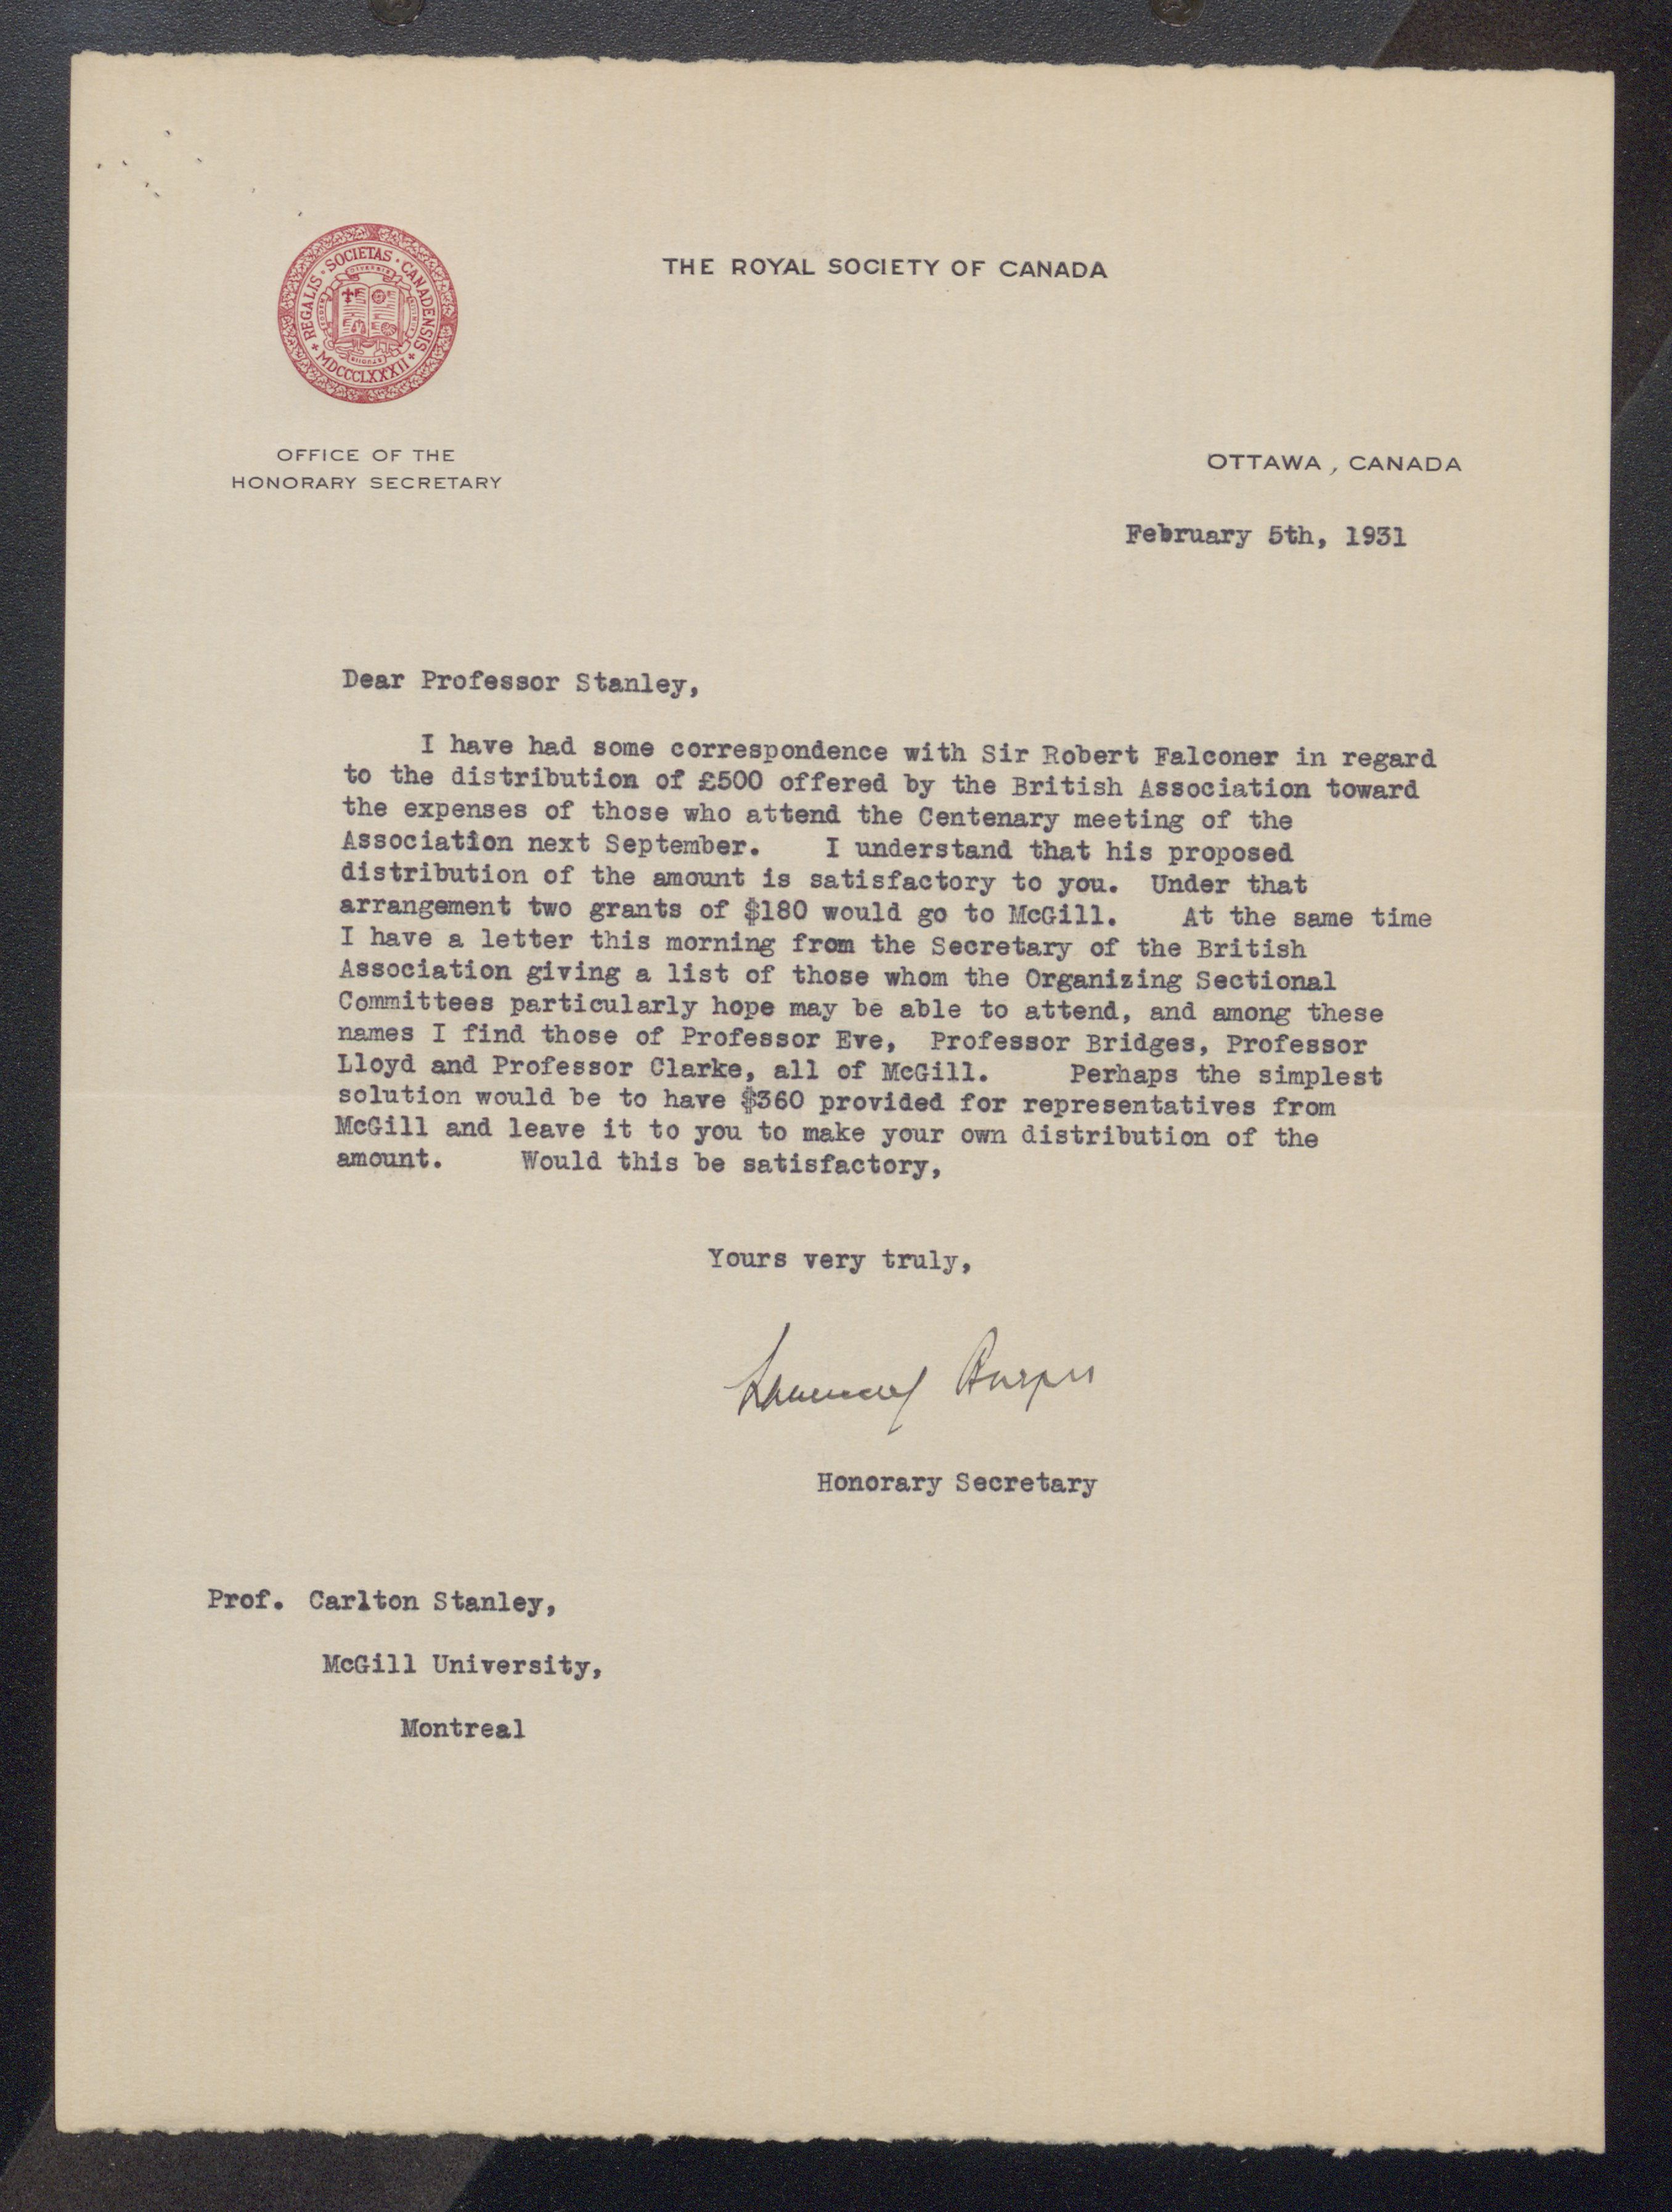 REGALIS · SOCIETAS · CANADENSIS
MDCCCLXXXII
THE ROYAL SOCIETY OF CANADA
OFFICE OF THE
HONORARY SECRETARY
OTTAWA, CANADA
February 5th, 1931
Dear Professor Stanley,
I have had some correspondence with Sir Robert Falconer in regard
to the distribution of £500 offered by the British Association toward
the expenses of those who attend the Centenary meeting of the
Association next September. I understand that his proposed
distribution of the amount is satisfactory to you. Under that
arrangement two grants of $180 would go to McGill. At the same time
I have a letter this morning from the Secretary of the British
Association giving a list of those whom the Organizing Sectional
Committees particularly hope may be able to attend, and among these
names I find those of Professor Eve, Professor Bridges, Professor
Lloyd and Professor Clarke, all of McGill. Perhaps the simplest
solution would be to have $360 provided for representatives from
McGill and leave it to you to make your own distribution of the
amount. Would this be satisfactory,
Yours very truly,
Honorary Secretary
Prof. Carlton Stanley,
McGill University,
Montreal